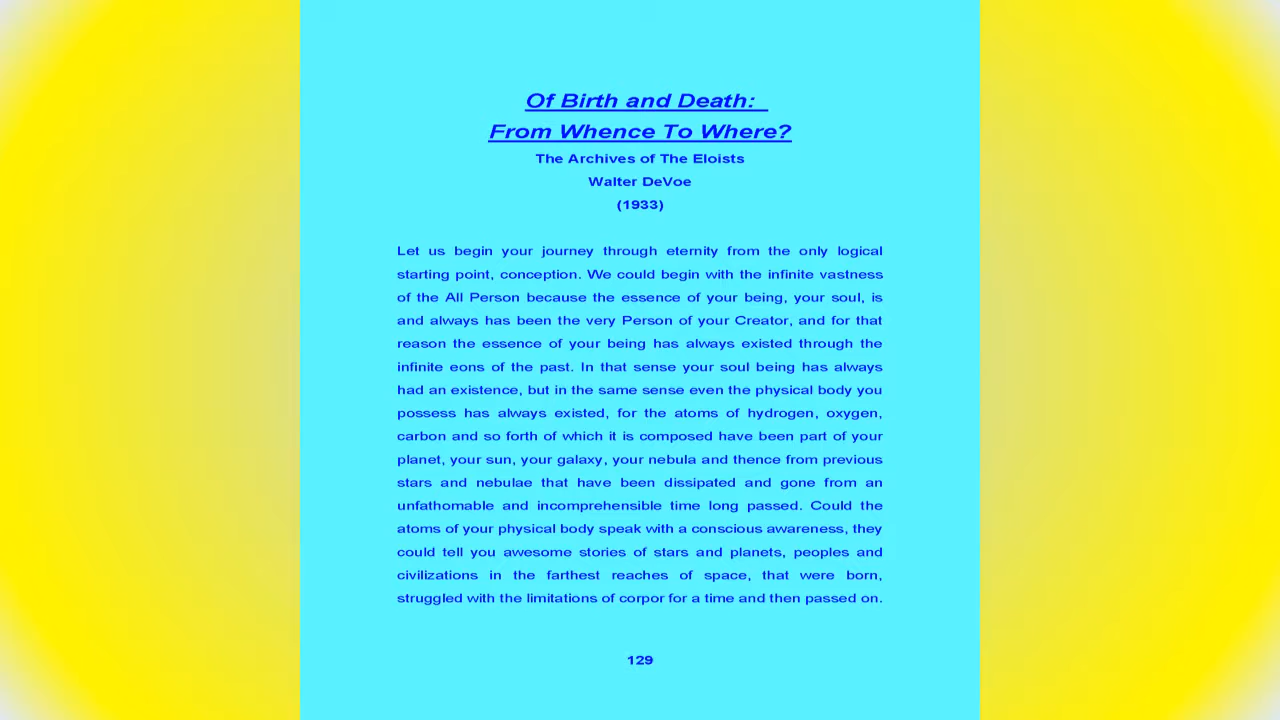 Of Birth and Death:
From Whence To Where?
The Archives of The Eloists
Walter DeVoe
(1933)
Let us begin your journey through eternity from the only logical
starting point, conception. We could begin with the infinite vastness
of the All Person because the essence of your being, your soul, is
and always has been the very Person of your Creator, and for that
reason the essence of your being has always existed through the
infinite eons of the past. In that sense your soul being has always
had an existence, but in the same sense even the physical body you
possess has always existed, for the atoms of hydrogen, oxygen,
carbon and so forth of which it is composed have been part of your
planet, your sun, your galaxy, your nebula and thence from previous
stars and nebulae that have been dissipated and gone from an
unfathomable and incomprehensible time long passed. Could the
atoms of your physical body speak with a conscious awareness, they
could tell you awesome stories of stars and planets, peoples and
civilizations in the farthest reaches of space, that were born,
struggled with the limitations of corpor for a time and then passed on.
129